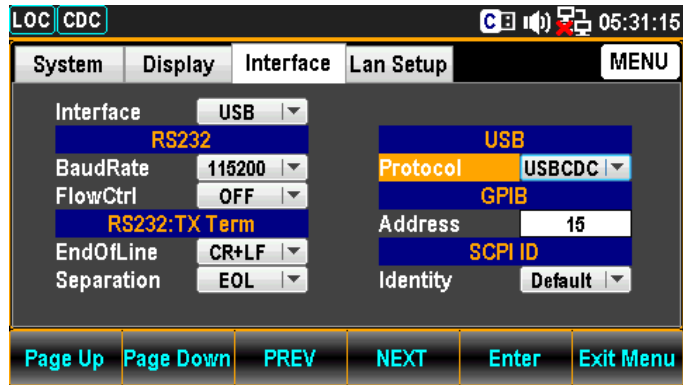 LOC CDC C 05:31:15
System Display Interface Lan Setup MENU
Interface USB
RS232
BaudRate 115200
FlowCtrl OFF
RS232:TX Term
EndOfLine CR+LF
Separation EOL
USB
Protocol USBCDC
GPIB
Address 15
SCPI ID
Identity Default
Page Up Page Down PREV NEXT Enter Exit Menu